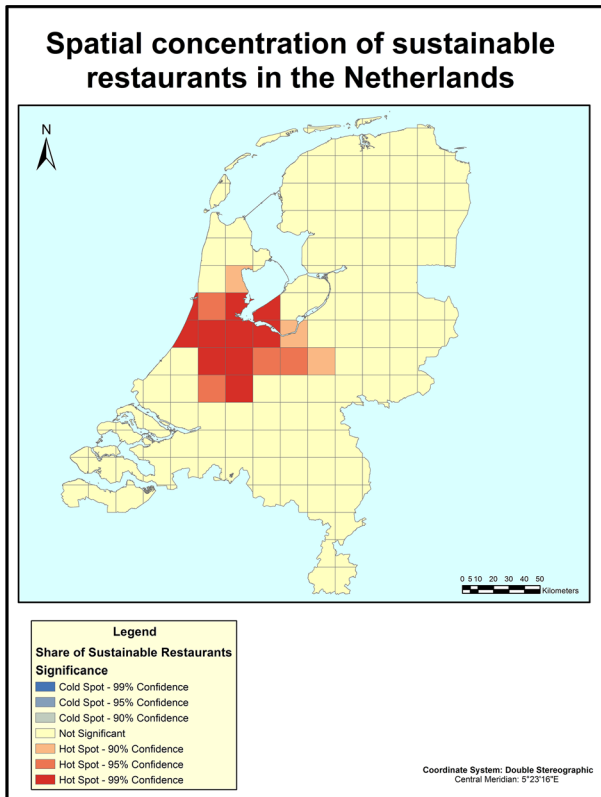 Spatial concentration of sustainable
restaurants in the Netherlands
N
0 5 10 20 30 40 50
Kilometers
Legend
Share of Sustainable Restaurants
Significance
Cold Spot - 99% Confidence
Cold Spot - 95% Confidence
Cold Spot - 90% Confidence
Not Significant
Hot Spot - 90% Confidence
Hot Spot - 95% Confidence
Hot Spot - 99% Confidence
Coordinate System: Double Stereographic
Central Meridian: 5°23'16"E